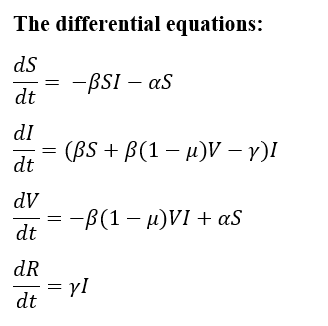 The differential equations:
dS/dt = −βSI − αS
dI/dt = (βS + β(1 − μ)V − γ)I
dV/dt = −β(1 − μ)VI + αS
dR/dt = γI